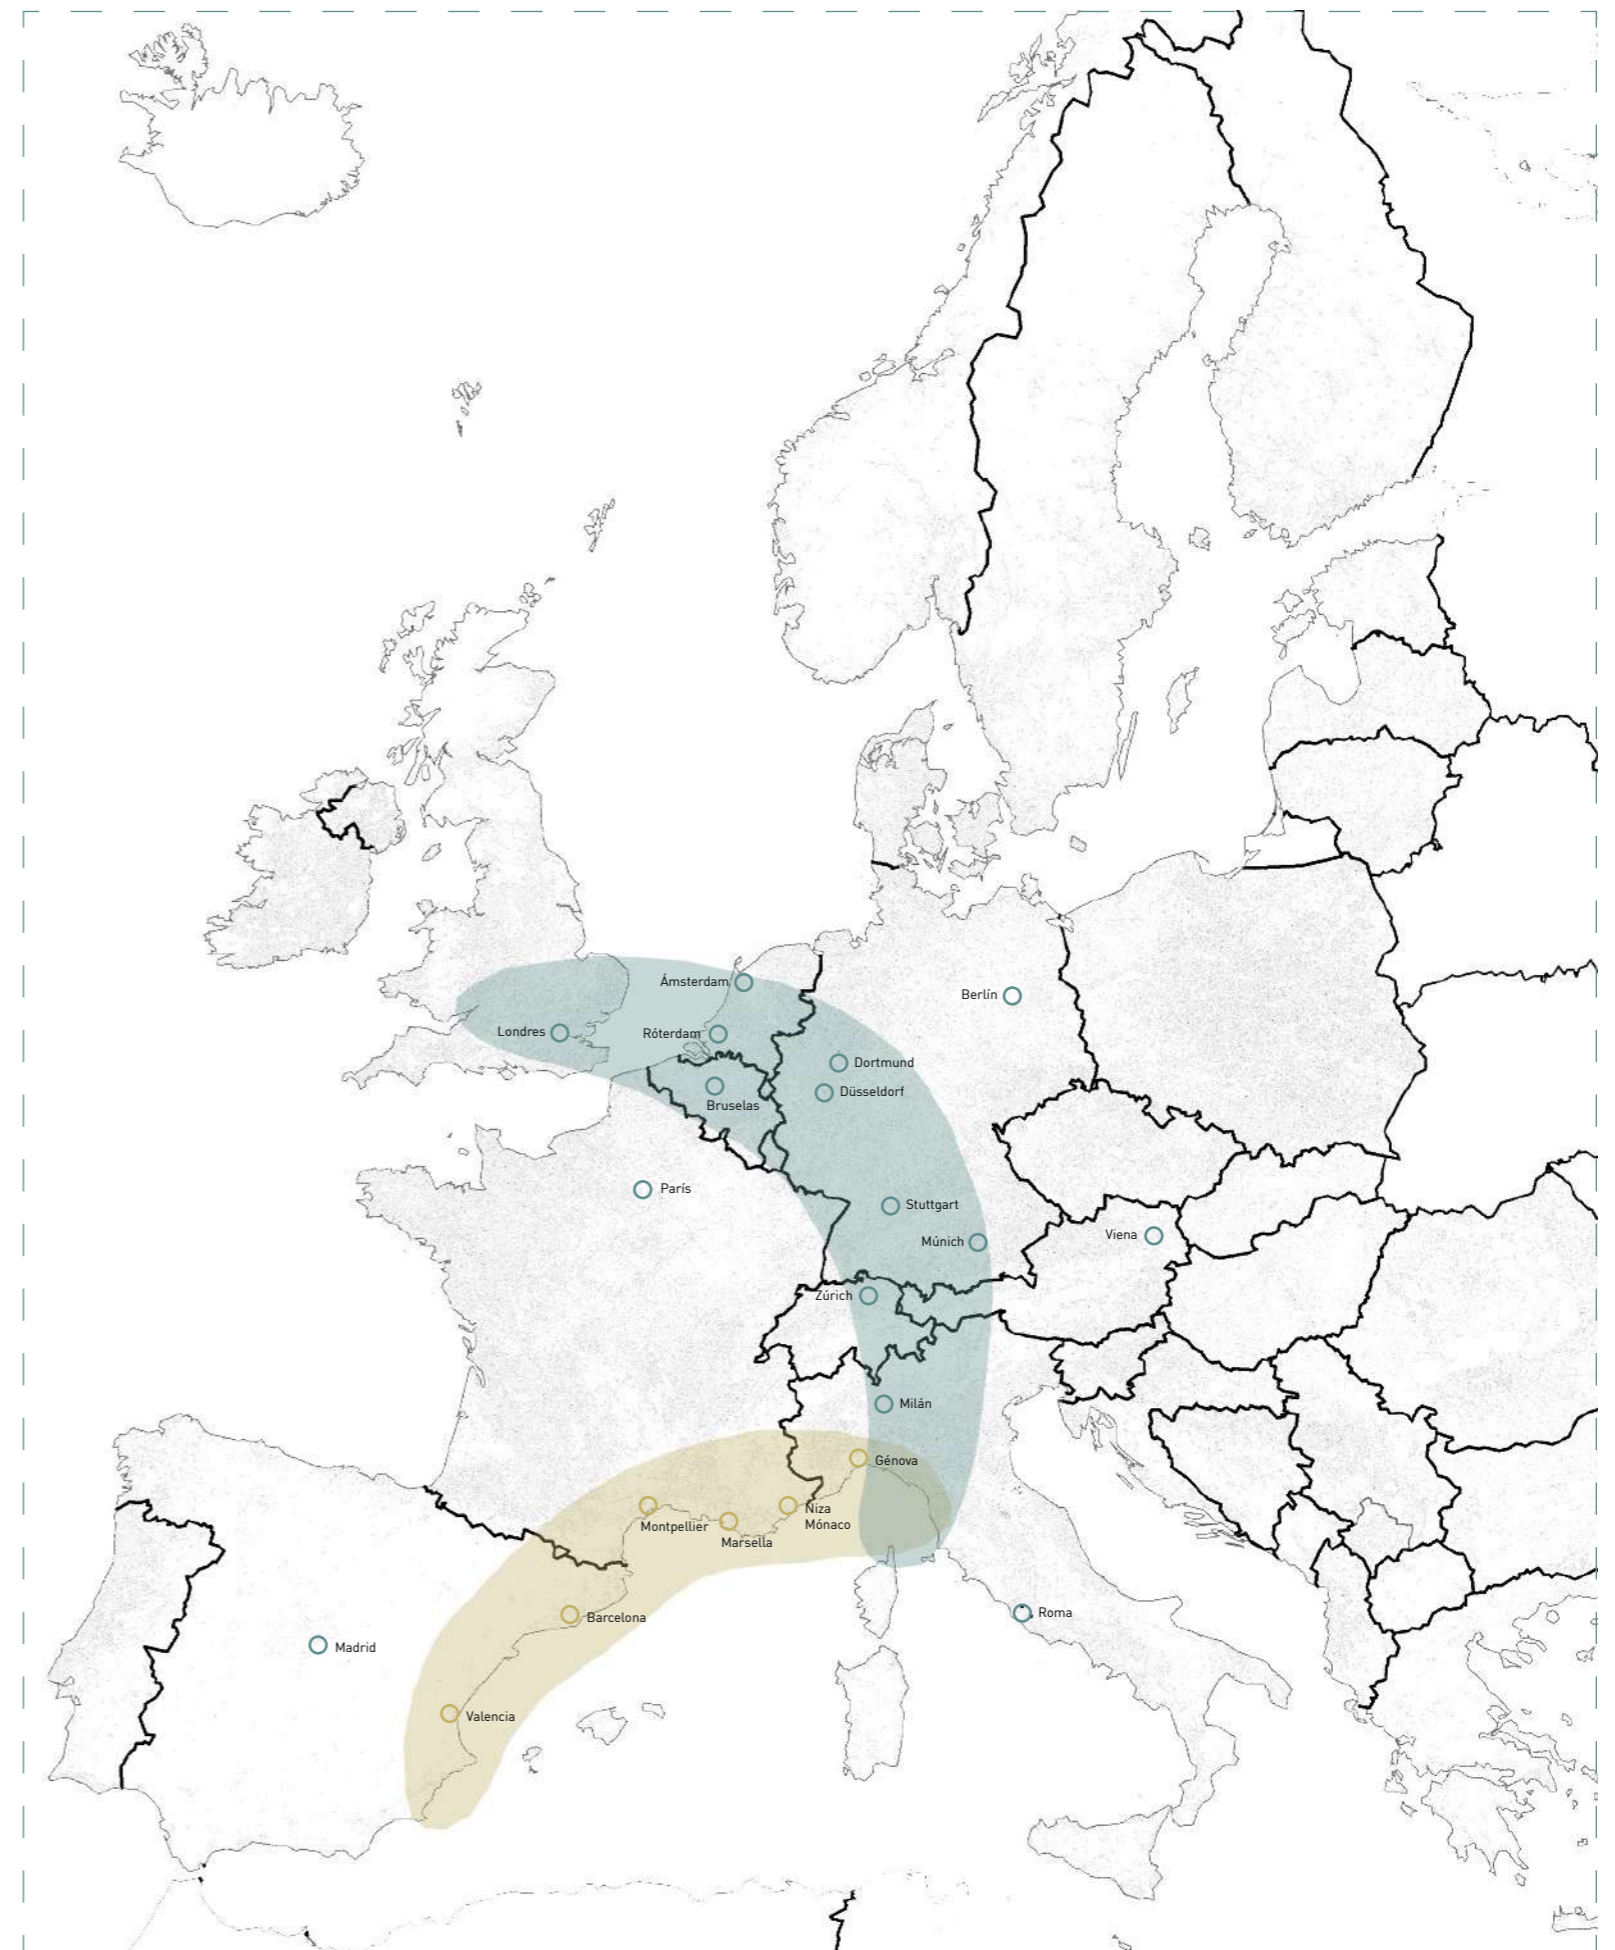 Ámsterdam
Berlín
Londres
Róterdam
Dortmund
Düsseldorf
Bruselas
París
Stuttgart
Viena
Múnich
Zúrich
Milán
Génova
Niza
Mónaco
Montpellier
Marsella
Roma
Barcelona
Madrid
Valencia